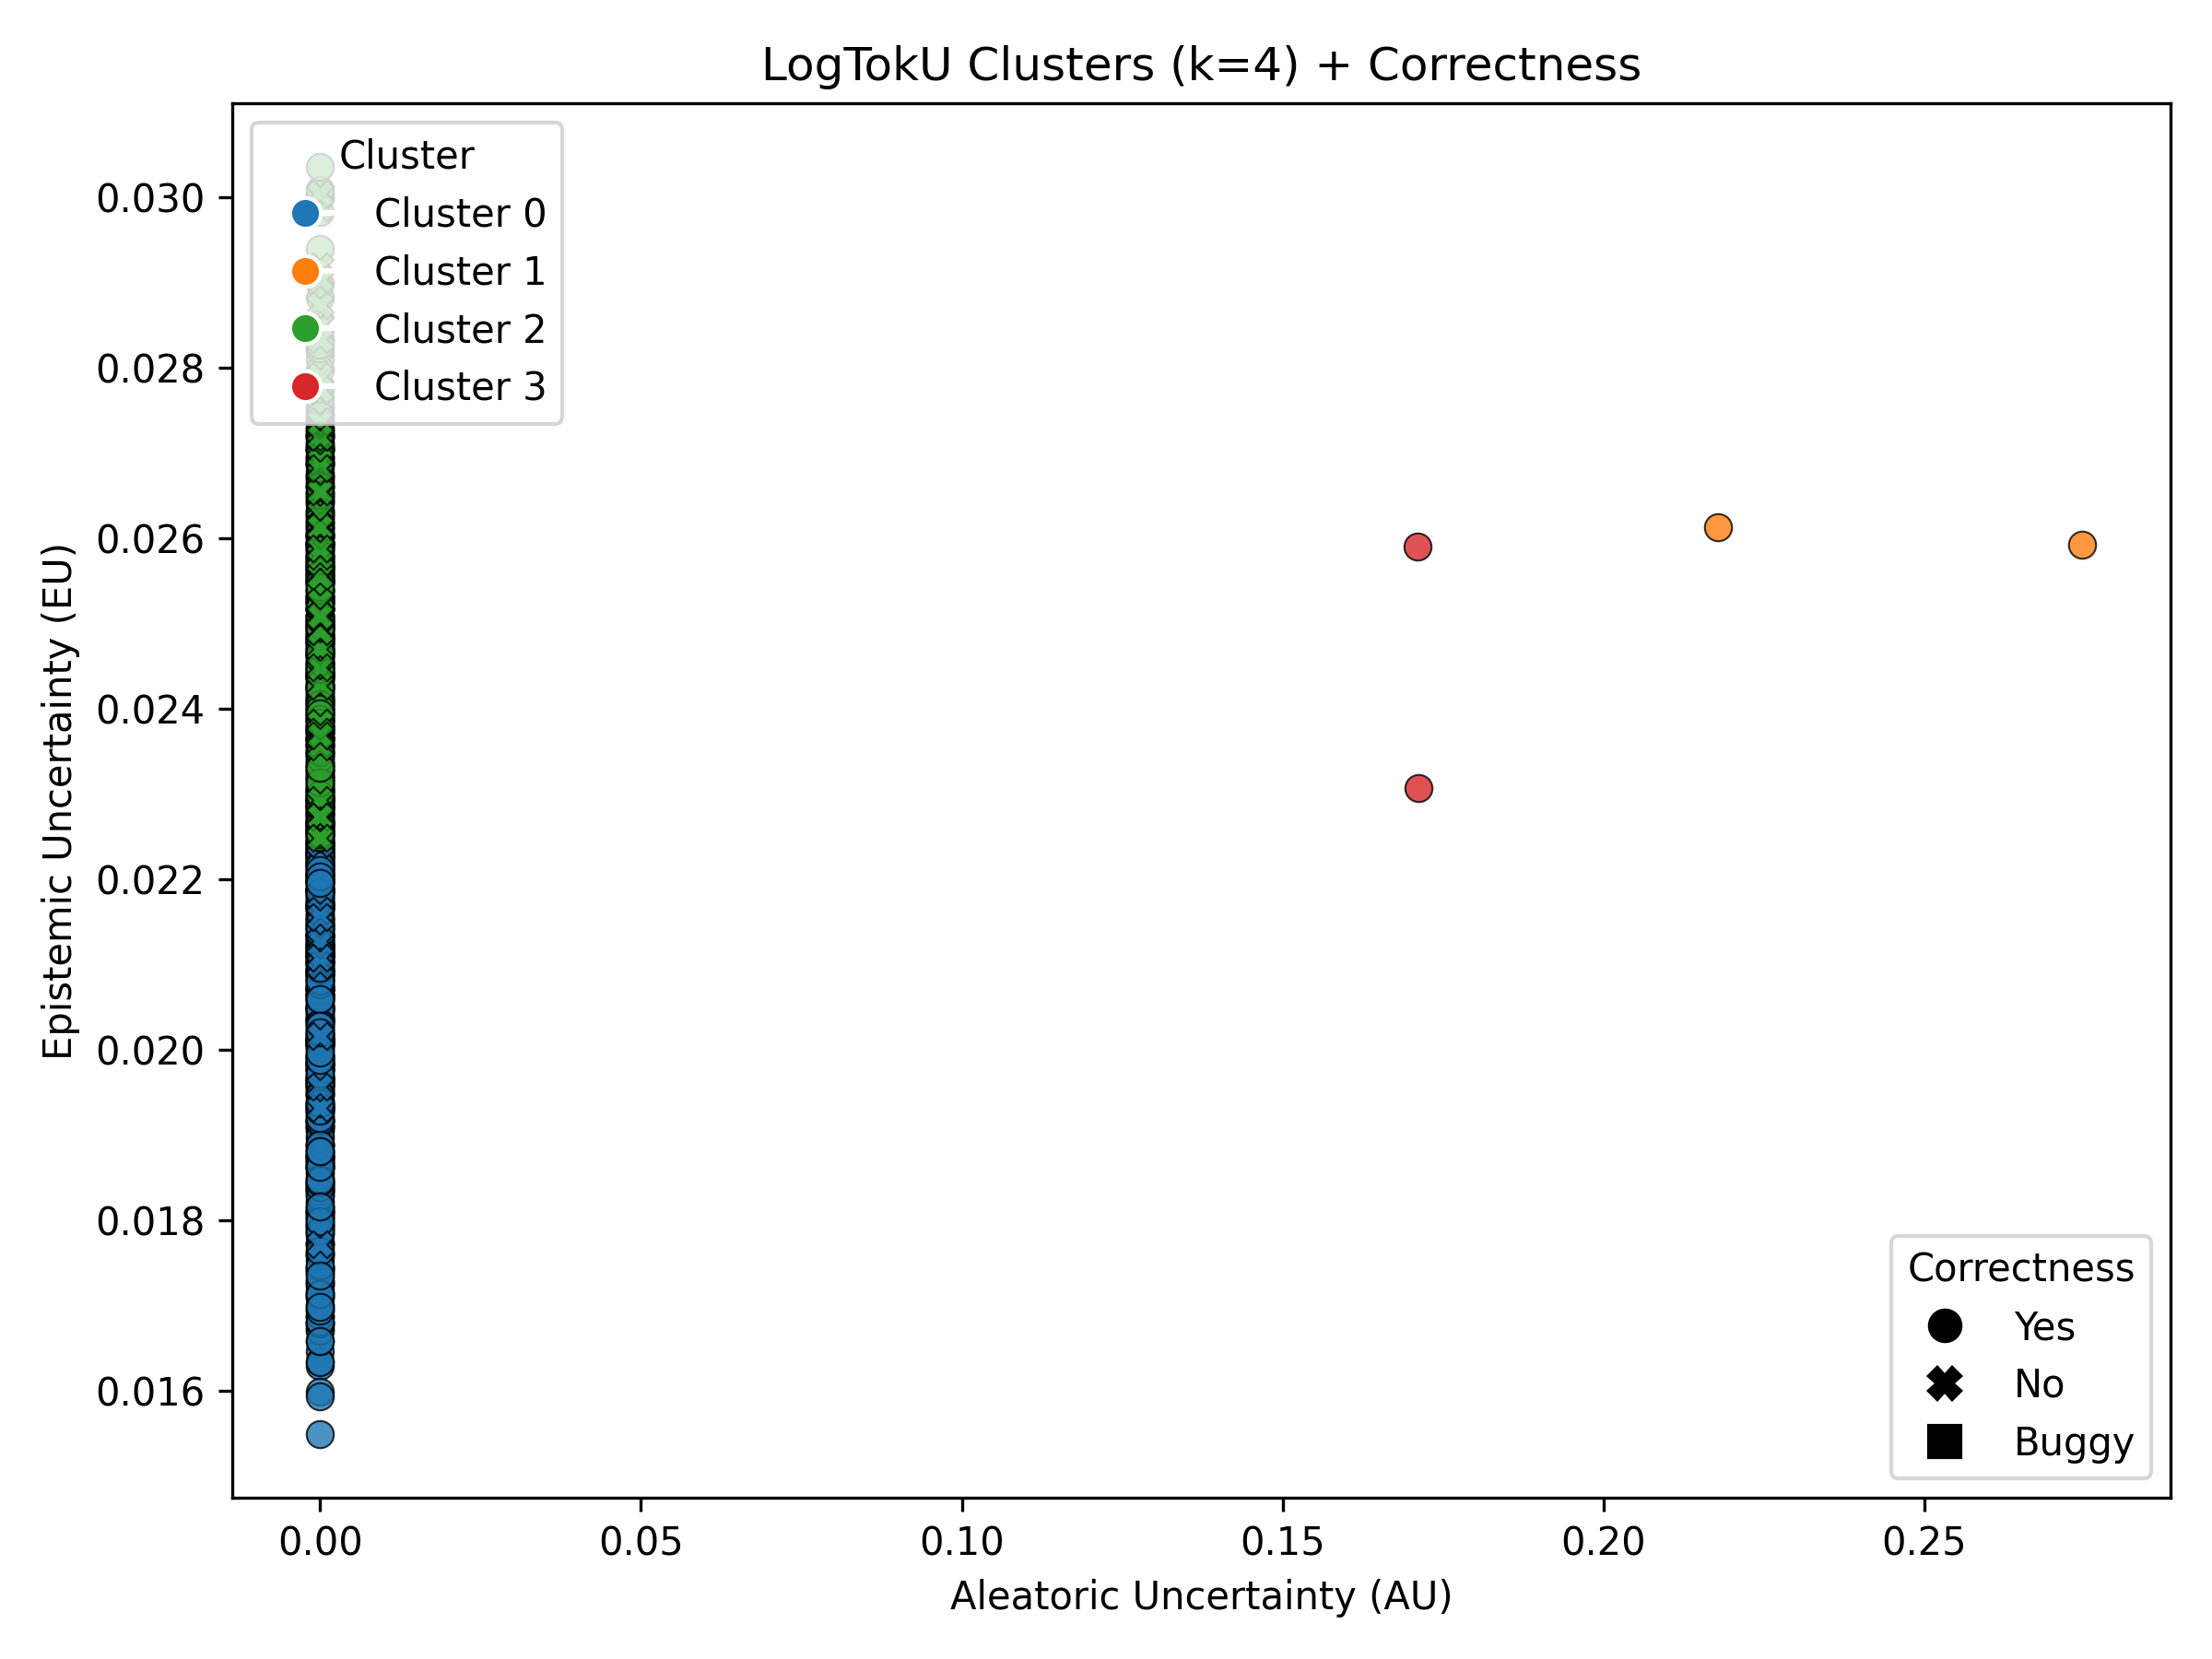 LogTokU Clusters (k=4) + Correctness
Cluster
Cluster 0
Cluster 1
Cluster 2
Cluster 3
0.030
0.028
0.026
0.024
0.022
0.020
0.018
0.016
Epistemic Uncertainty (EU)
Correctness
Yes
No
Buggy
0.00
0.05
0.10
0.15
0.20
0.25
Aleatoric Uncertainty (AU)